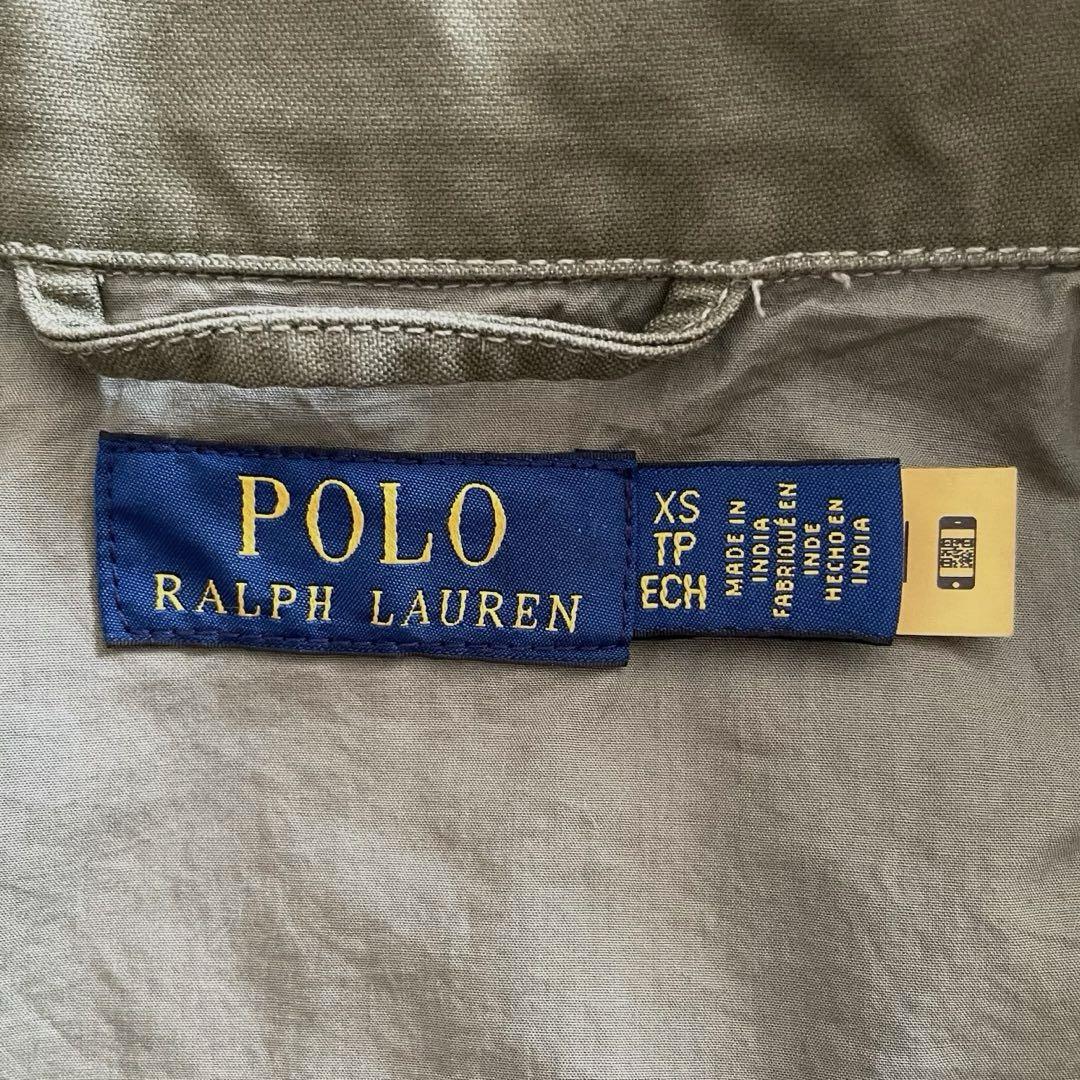 POLO
RALPH LAUREN
XS
TP
ECH
MADE IN
INDIA
FABRIQUÉ EN
INDE
HECHO EN
INDIA